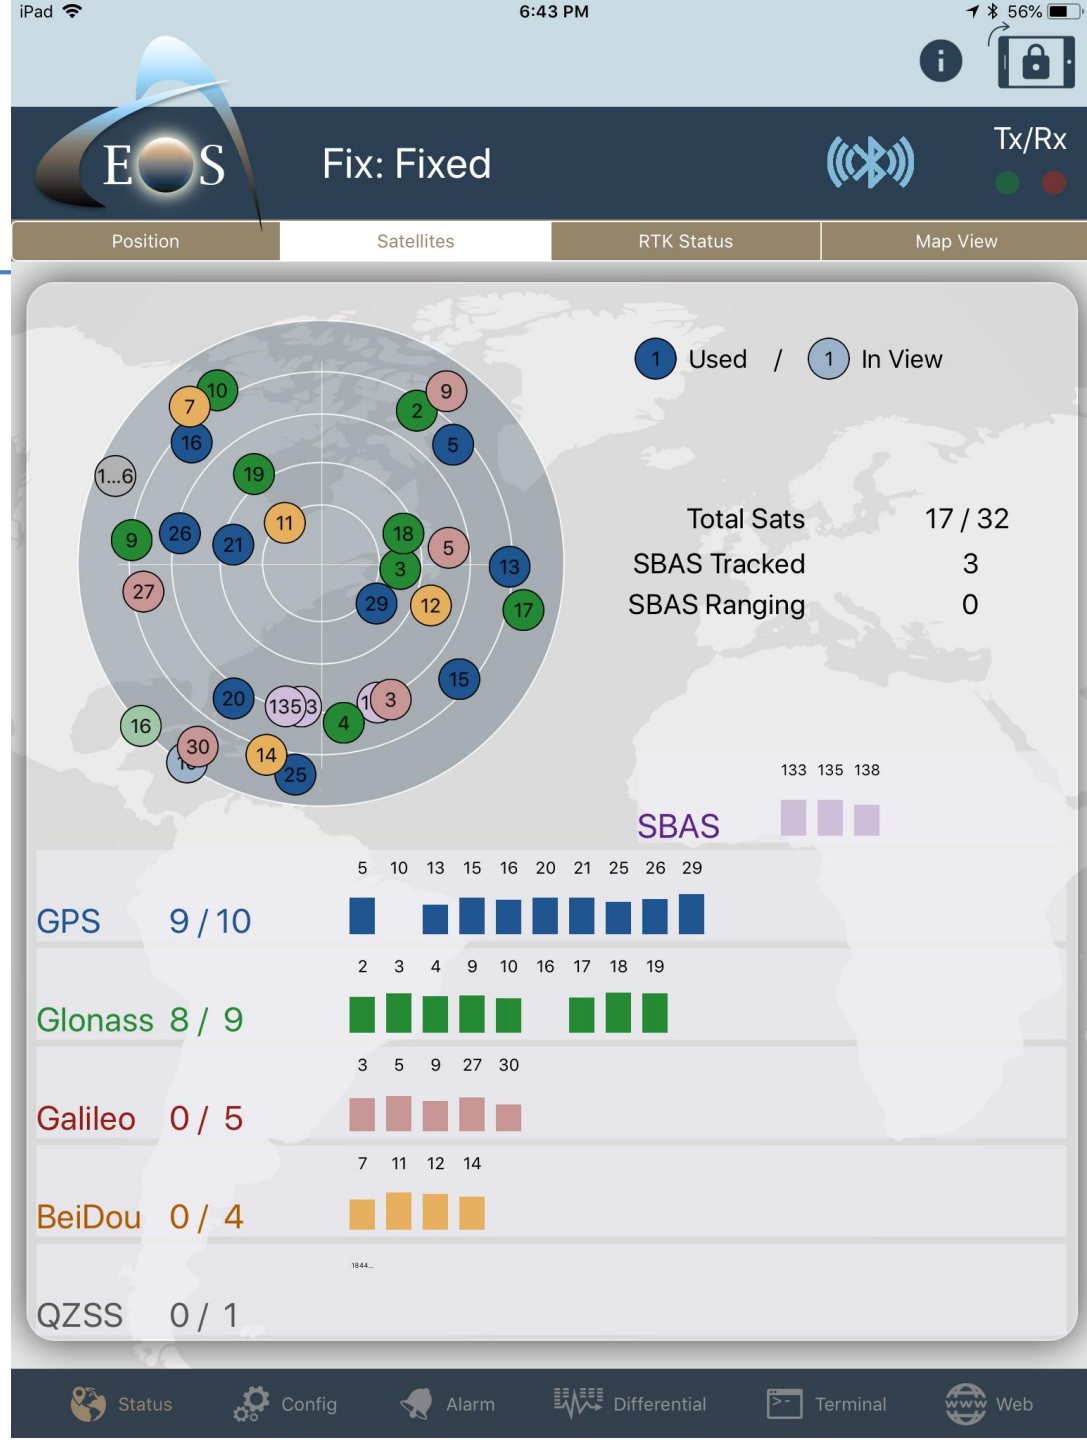 iPad 6:43 PM 56%
i
EOS Fix: Fixed Tx/Rx
Position Satellites RTK Status Map View
1 Used / 1 In View
10 9
7 2
16 5
19
1...6
11
26 21 18
9 5
3 13
27 29 12 17
15
20 1353 1 3
16 4
30 14
25
Total Sats 17 / 32
SBAS Tracked 3
SBAS Ranging 0
133 135 138
SBAS
5 10 13 15 16 20 21 25 26 29
GPS 9 / 10
2 3 4 9 10 16 17 18 19
Glonass 8 / 9
3 5 9 27 30
Galileo 0 / 5
7 11 12 14
BeiDou 0 / 4
1844...
QZSS 0 / 1
Status Config Alarm Differential Terminal www Web